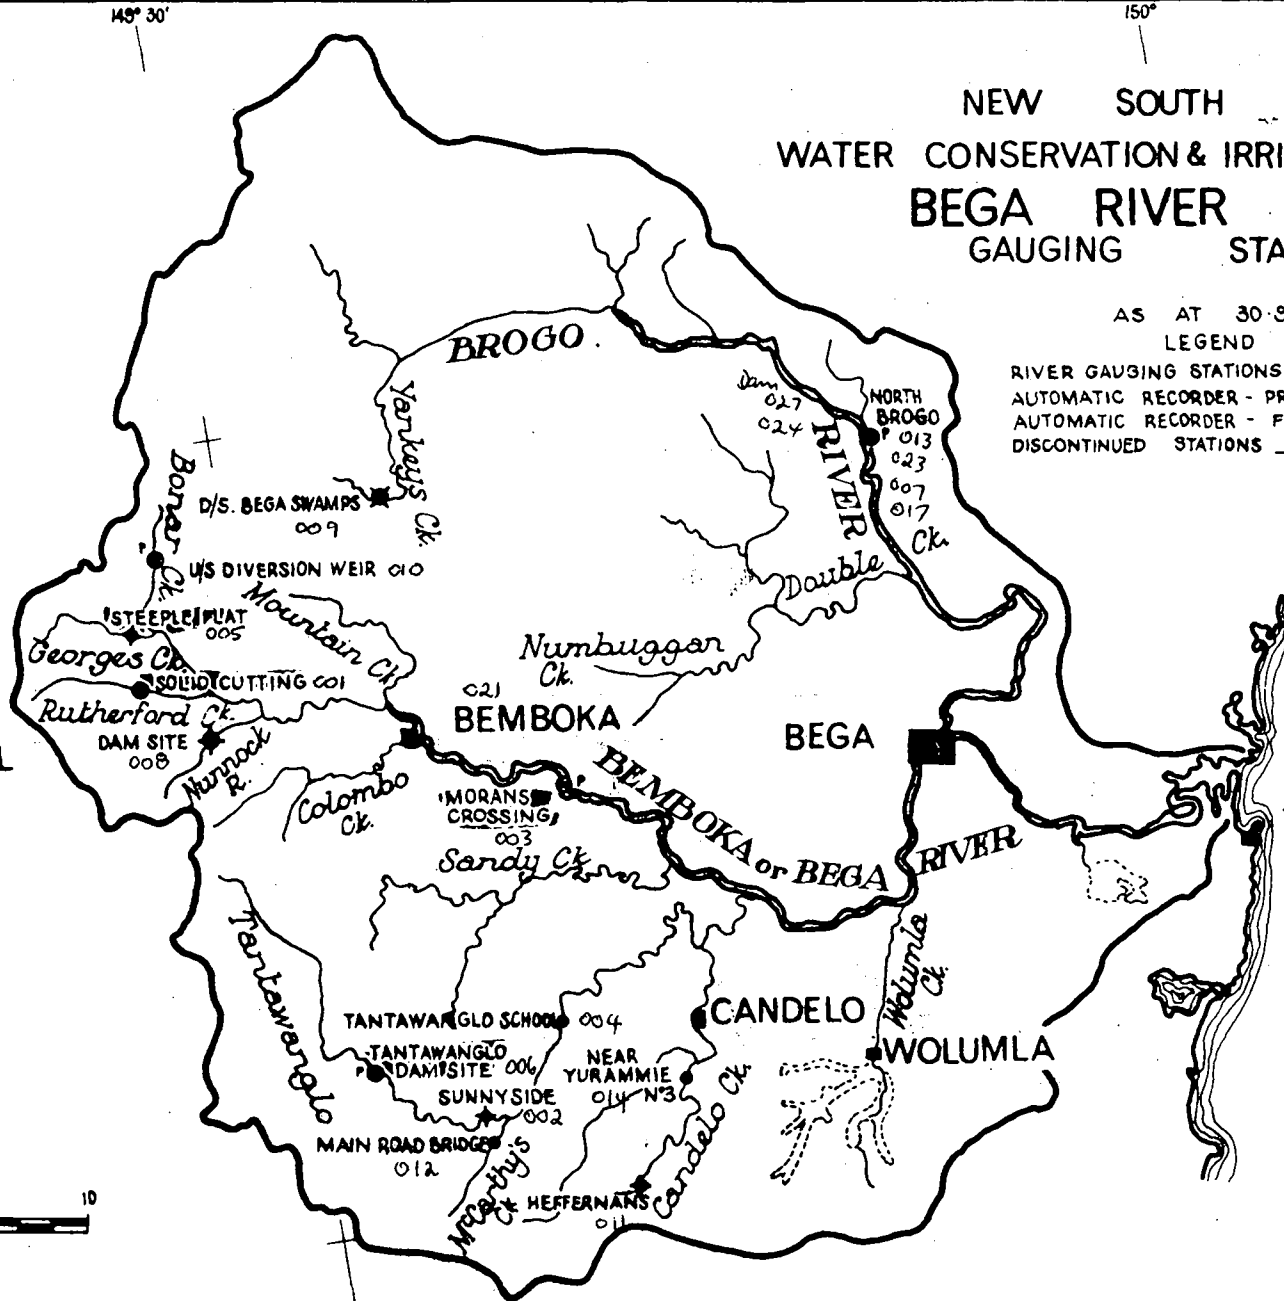 149° 30'
150°
NEW SOUTH
WATER CONSERVATION & IRRI
BEGA RIVER
GAUGING STA
AS AT 30·
LEGEND
RIVER GAUGING STATIONS
AUTOMATIC RECORDER - PR
AUTOMATIC RECORDER - F
DISCONTINUED STATIONS
BROGO
RIVER
Yankeys Ck.
Dam
027
024
NORTH
BROGO
P 013
023
007
017
Bonar Ck.
D/S. BEGA SWAMPS
009
P
U/S DIVERSION WEIR 010
Double Ck.
STEEPLE FLAT
005
Mountain Ck
Georges Ck.
Numbuggan
Ck.
SOLID CUTTING 001
021
Rutherford Ck.
BEMBOKA
BEGA
DAM SITE
008
Nunnock
R.
Colombo
Ck.
MORANS
CROSSING
003
P
BEMBOKA or BEGA RIVER
Sandy Ck
Tantawanglo
Wolumla
Ck.
TANTAWANGLO SCHOOL 004
CANDELO
TANTAWANGLO
P DAM SITE 006
NEAR
YURAMMIE
014 Nº3
WOLUMLA
SUNNYSIDE
002
Candelo Ck.
MAIN ROAD BRIDGE
012
McCarthy's
Ck
HEFFERNANS
011
10